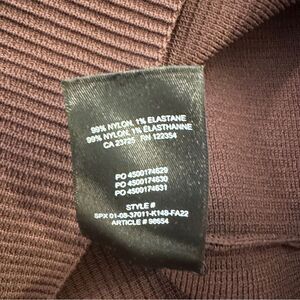 99% NYLON, 1% ELASTANE
99% NYLON, 1% ELASTHANNE
CA 23725 RN 122354
PO 4500174629
PO 4500174630
PO 4500174631
STYLE #
SPX 01-08-37011-K148-FA22
ARTICLE # 98654